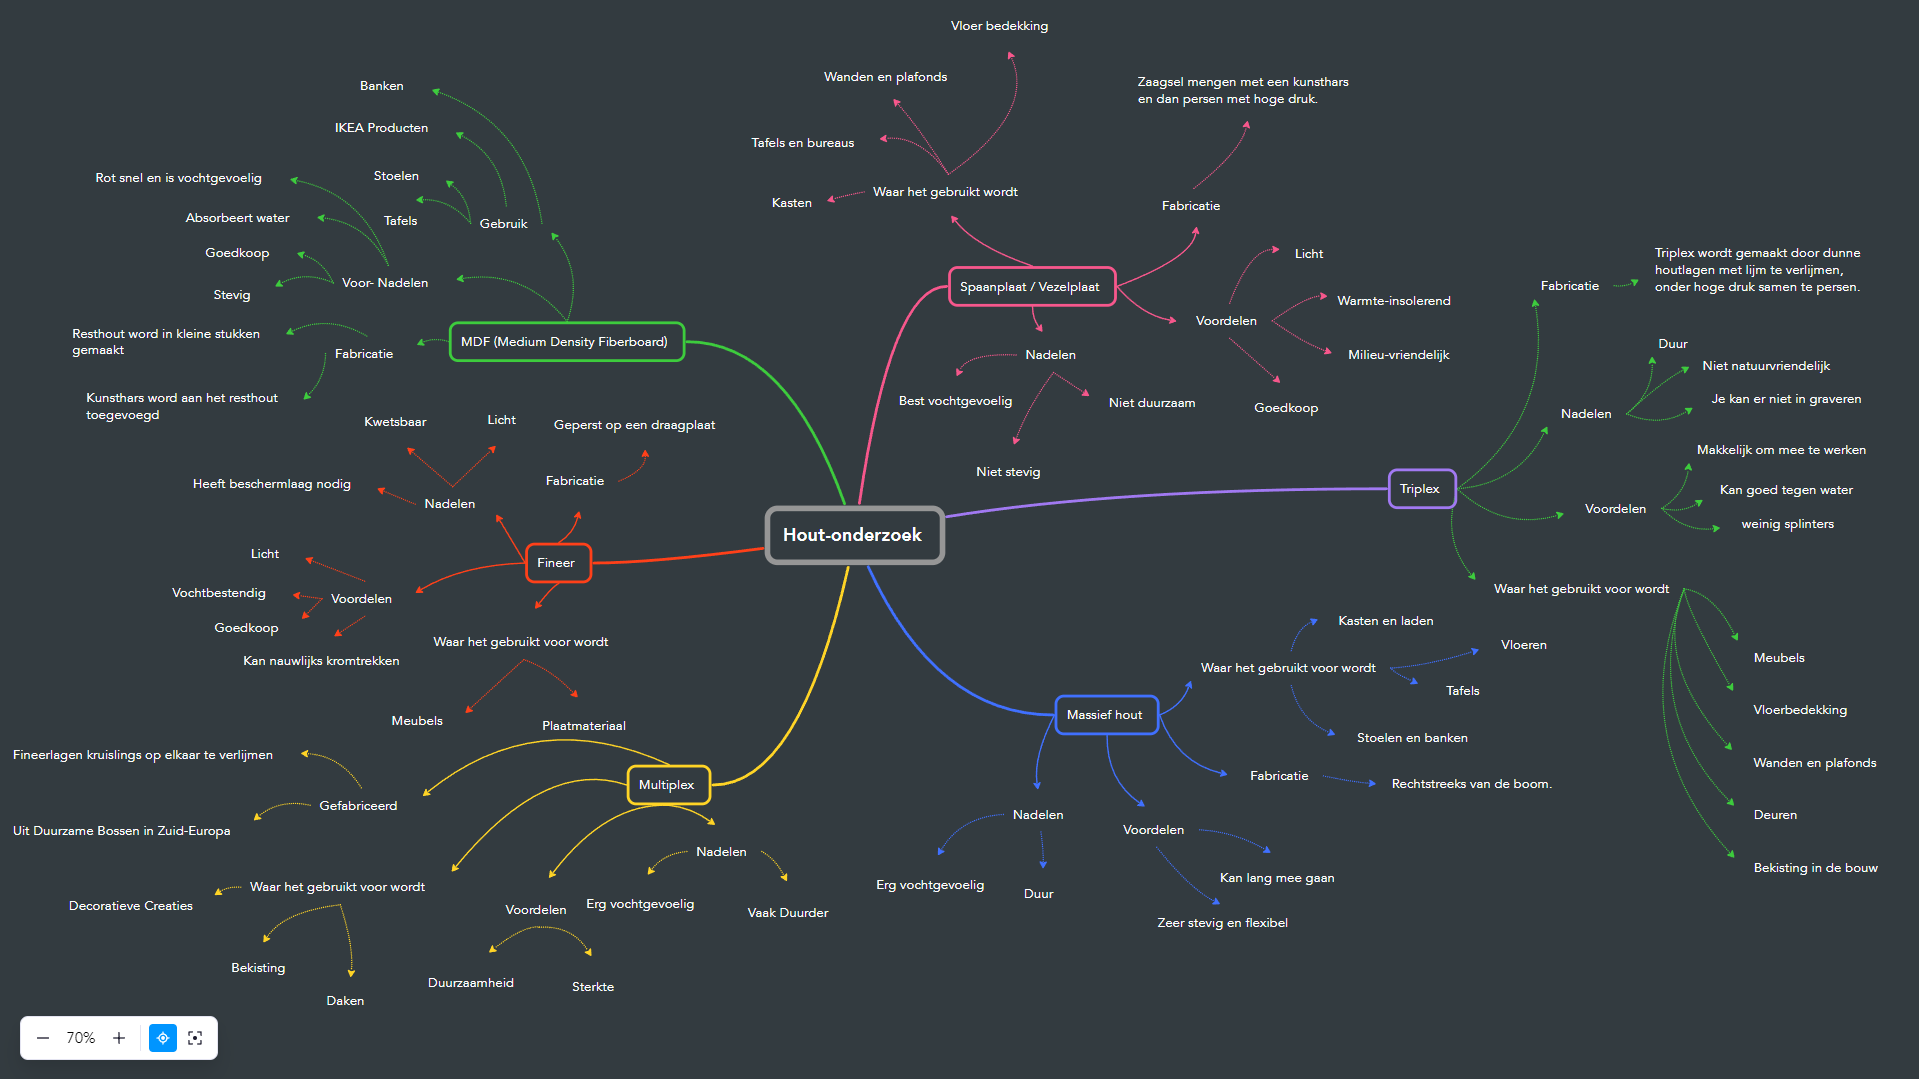 Hout-onderzoek
MDF (Medium Density Fiberboard)
Gebruik
Banken
IKEA Producten
Stoelen
Tafels
Voor- Nadelen
Rot snel en is vochtgevoelig
Absorbeert water
Goedkoop
Stevig
Fabricatie
Resthout word in kleine stukken
gemaakt
Kunsthars word aan het resthout
toegevoegd
Spaanplaat / Vezelplaat
Waar het gebruikt wordt
Vloer bedekking
Wanden en plafonds
Tafels en bureaus
Kasten
Fabricatie
Zaagsel mengen met een kunsthars
en dan persen met hoge druk.
Voordelen
Licht
Warmte-insolerend
Milieu-vriendelijk
Goedkoop
Nadelen
Best vochtgevoelig
Niet duurzaam
Niet stevig
Triplex
Fabricatie
Triplex wordt gemaakt door dunne
houtlagen met lijm te verlijmen,
onder hoge druk samen te persen.
Nadelen
Duur
Niet natuurvriendelijk
Je kan er niet in graveren
Voordelen
Makkelijk om mee te werken
Kan goed tegen water
weinig splinters
Waar het gebruikt voor wordt
Meubels
Vloerbedekking
Wanden en plafonds
Deuren
Bekisting in de bouw
Fineer
Nadelen
Kwetsbaar
Licht
Heeft beschermlaag nodig
Fabricatie
Geperst op een draagplaat
Voordelen
Licht
Vochtbestendig
Goedkoop
Kan nauwlijks kromtrekken
Waar het gebruikt voor wordt
Meubels
Plaatmateriaal
Massief hout
Waar het gebruikt voor wordt
Kasten en laden
Vloeren
Tafels
Stoelen en banken
Fabricatie
Rechtstreeks van de boom.
Nadelen
Erg vochtgevoelig
Duur
Voordelen
Kan lang mee gaan
Zeer stevig en flexibel
Multiplex
Gefabriceerd
Fineerlagen kruislings op elkaar te verlijmen
Uit Duurzame Bossen in Zuid-Europa
Waar het gebruikt voor wordt
Decoratieve Creaties
Bekisting
Daken
Voordelen
Duurzaamheid
Sterkte
Nadelen
Erg vochtgevoelig
Vaak Duurder
70%